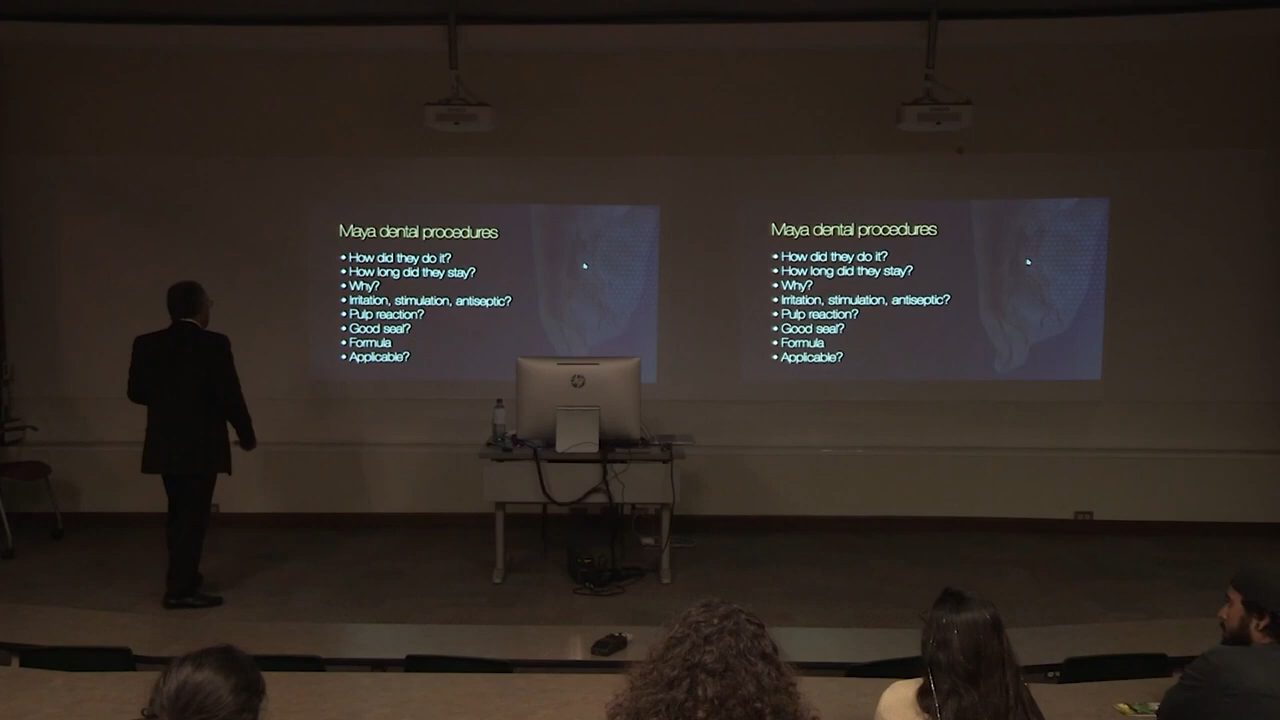 Maya dental procedures
• How did they do it?
• How long did they stay?
• Why?
• Irritation, stimulation, antiseptic?
• Pulp reaction?
• Good seal?
• Formula
• Applicable?
Maya dental procedures
• How did they do it?
• How long did they stay?
• Why?
• Irritation, stimulation, antiseptic?
• Pulp reaction?
• Good seal?
• Formula
• Applicable?
hp